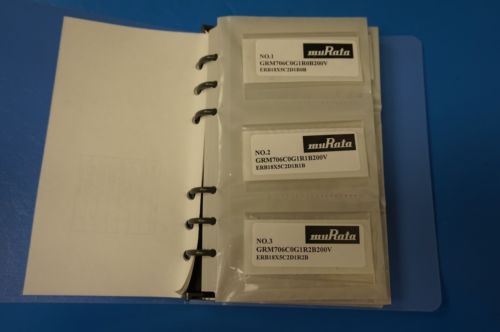 muRata
NO.1
GRM706C0G1R0B200V
ERB18X5C2D1R0B
muRata
NO.2
GRM706C0G1R1B200V
ERB18X5C2D1R1B
muRata
NO.3
GRM706C0G1R2B200V
ERB18X5C2D1R2B